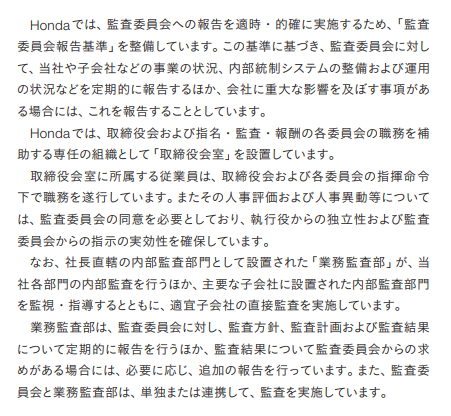 Hondaでは、監査委員会への報告を適時・的確に実施するため、「監査
委員会報告基準」を整備しています。この基準に基づき、監査委員会に対し
て、当社や子会社などの事業の状況、内部統制システムの整備および運用
の状況などを定期的に報告するほか、会社に重大な影響を及ぼす事項があ
る場合には、これを報告することとしています。
Hondaでは、取締役会および指名・監査・報酬の各委員会の職務を補
助する専任の組織として「取締役会室」を設置しています。
取締役会室に所属する従業員は、取締役会および各委員会の指揮命令
下で職務を遂行しています。またその人事評価および人事異動等について
は、監査委員会の同意を必要としており、執行役からの独立性および監査
委員会からの指示の実効性を確保しています。
なお、社長直轄の内部監査部門として設置された「業務監査部」が、当
社各部門の内部監査を行うほか、主要な子会社に設置された内部監査部門
を監視・指導するとともに、適宜子会社の直接監査を実施しています。
業務監査部は、監査委員会に対し、監査方針、監査計画および監査結果
について定期的に報告を行うほか、監査結果について監査委員会からの求
めがある場合には、必要に応じ、追加の報告を行っています。また、監査委
員会と業務監査部は、単独または連携して、監査を実施しています。